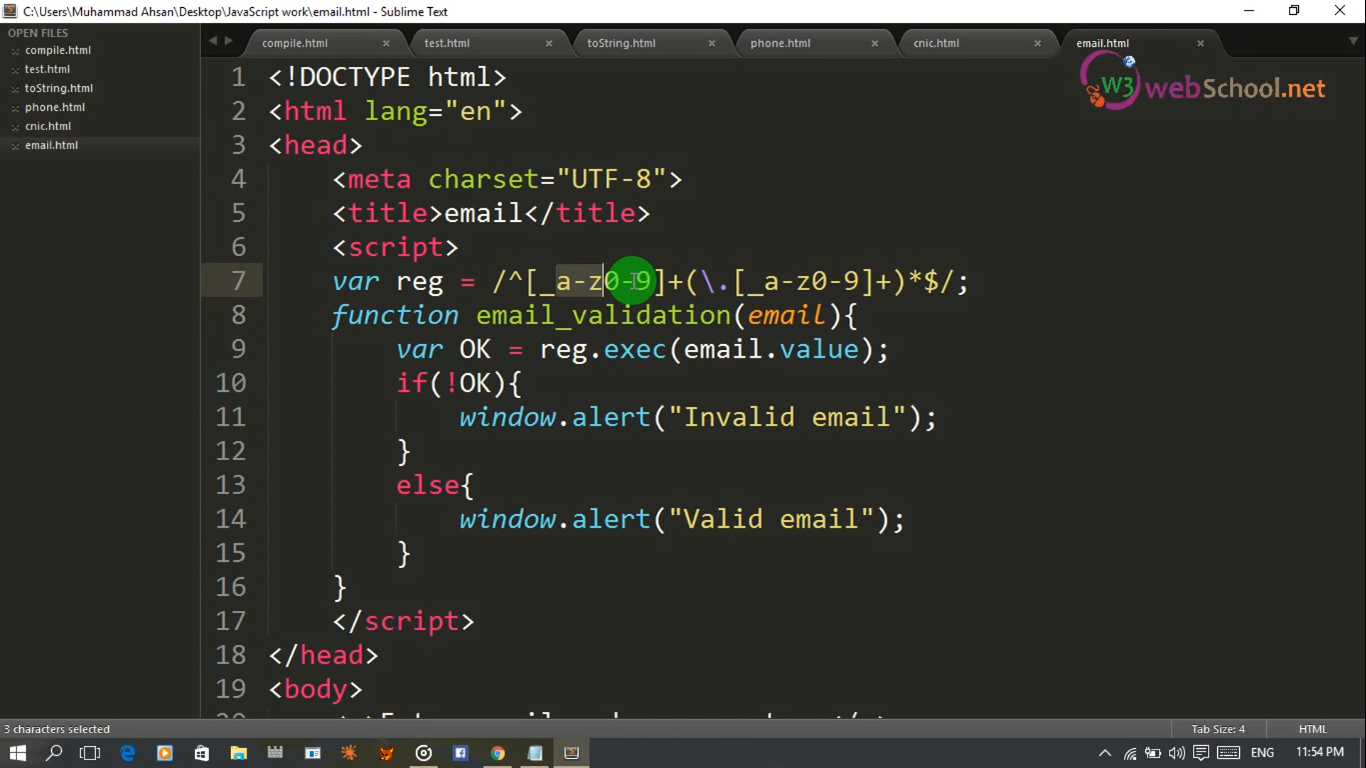 C:\Users\Muhammad Ahsan\Desktop\JavaScript work\email.html - Sublime Text
OPEN FILES
compile.html
test.html
toString.html
phone.html
cnic.html
email.html
compile.html
test.html
toString.html
phone.html
cnic.html
email.html
W3 webSchool.net
1 <!DOCTYPE html>
2 <html lang="en">
3 <head>
4 <meta charset="UTF-8">
5 <title>email</title>
6 <script>
7 var reg = /^[_a-z0-9]+(\.[_a-z0-9]+)*$/;
8 function email_validation(email){
9 var OK = reg.exec(email.value);
10 if(!OK){
11 window.alert("Invalid email");
12 }
13 else{
14 window.alert("Valid email");
15 }
16 }
17 </script>
18 </head>
19 <body>
3 characters selected
Tab Size: 4
HTML
ENG
11:54 PM